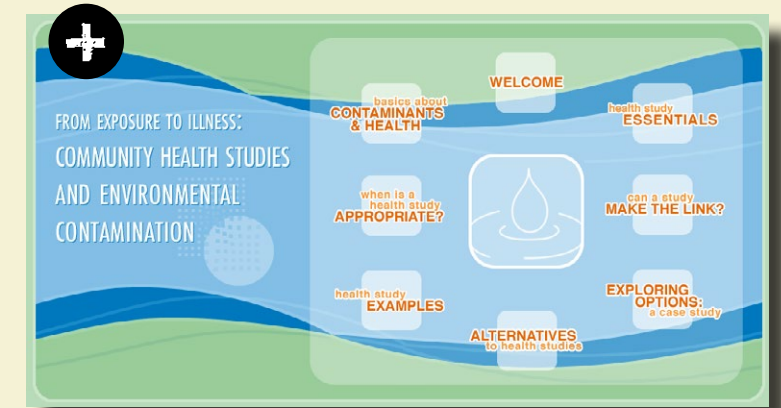 FROM EXPOSURE TO ILLNESS:
COMMUNITY HEALTH STUDIES
AND ENVIRONMENTAL
CONTAMINATION
WELCOME
health study
ESSENTIALS
can a study
MAKE THE LINK?
EXPLORING
OPTIONS:
a case study
ALTERNATIVES
to health studies
health study
EXAMPLES
when is a
health study
APPROPRIATE?
basics about
CONTAMINANTS
& HEALTH